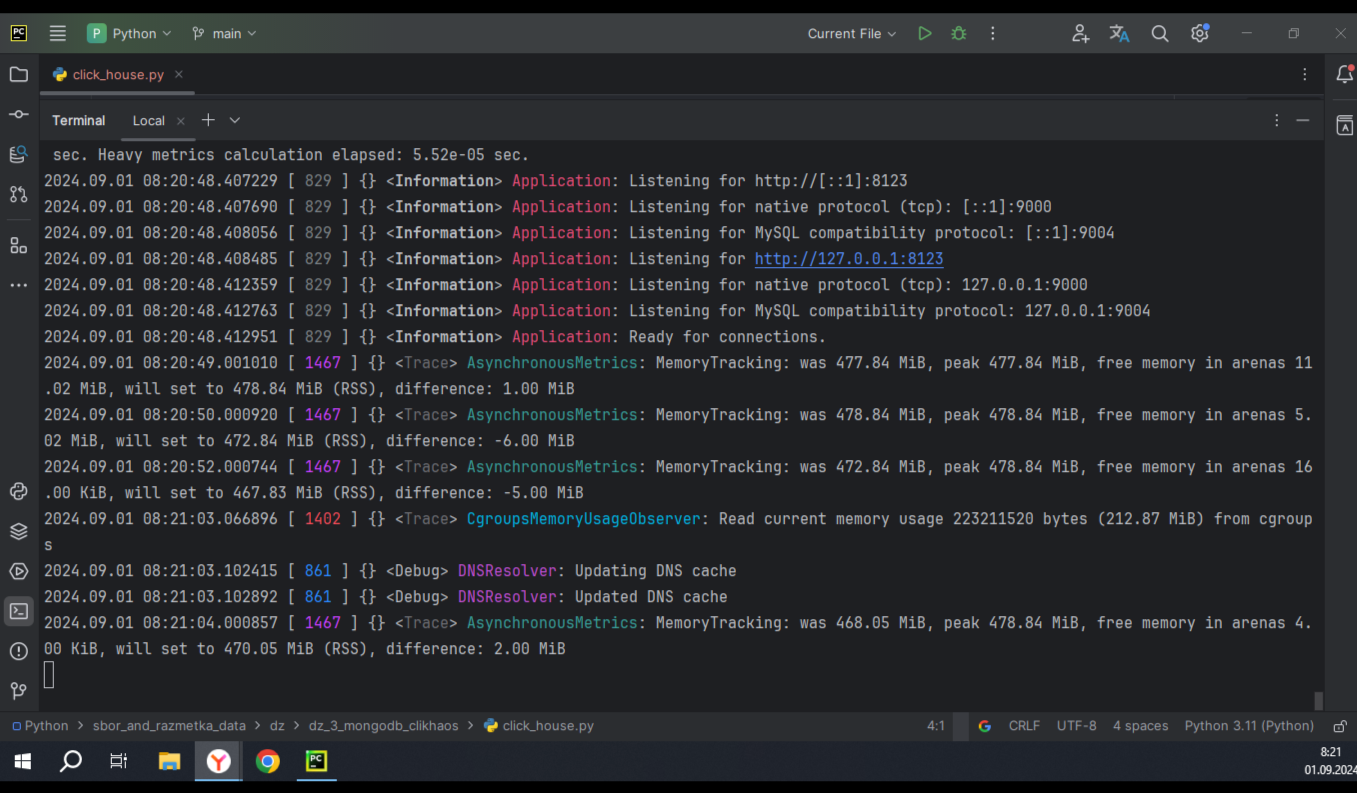 PC
P Python main Current File
click_house.py
Terminal Local
sec. Heavy metrics calculation elapsed: 5.52e-05 sec.
2024.09.01 08:20:48.407229 [ 829 ] {} <Information> Application: Listening for http://[::1]:8123
2024.09.01 08:20:48.407690 [ 829 ] {} <Information> Application: Listening for native protocol (tcp): [::1]:9000
2024.09.01 08:20:48.408056 [ 829 ] {} <Information> Application: Listening for MySQL compatibility protocol: [::1]:9004
2024.09.01 08:20:48.408485 [ 829 ] {} <Information> Application: Listening for http://127.0.0.1:8123
2024.09.01 08:20:48.412359 [ 829 ] {} <Information> Application: Listening for native protocol (tcp): 127.0.0.1:9000
2024.09.01 08:20:48.412763 [ 829 ] {} <Information> Application: Listening for MySQL compatibility protocol: 127.0.0.1:9004
2024.09.01 08:20:48.412951 [ 829 ] {} <Information> Application: Ready for connections.
2024.09.01 08:20:49.001010 [ 1467 ] {} <Trace> AsynchronousMetrics: MemoryTracking: was 477.84 MiB, peak 477.84 MiB, free memory in arenas 11
.02 MiB, will set to 478.84 MiB (RSS), difference: 1.00 MiB
2024.09.01 08:20:50.000920 [ 1467 ] {} <Trace> AsynchronousMetrics: MemoryTracking: was 478.84 MiB, peak 478.84 MiB, free memory in arenas 5.
02 MiB, will set to 472.84 MiB (RSS), difference: -6.00 MiB
2024.09.01 08:20:52.000744 [ 1467 ] {} <Trace> AsynchronousMetrics: MemoryTracking: was 472.84 MiB, peak 478.84 MiB, free memory in arenas 16
.00 KiB, will set to 467.83 MiB (RSS), difference: -5.00 MiB
2024.09.01 08:21:03.066896 [ 1402 ] {} <Trace> CgroupsMemoryUsageObserver: Read current memory usage 223211520 bytes (212.87 MiB) from cgroup
s
2024.09.01 08:21:03.102415 [ 861 ] {} <Debug> DNSResolver: Updating DNS cache
2024.09.01 08:21:03.102892 [ 861 ] {} <Debug> DNSResolver: Updated DNS cache
2024.09.01 08:21:04.000857 [ 1467 ] {} <Trace> AsynchronousMetrics: MemoryTracking: was 468.05 MiB, peak 478.84 MiB, free memory in arenas 4.
00 KiB, will set to 470.05 MiB (RSS), difference: 2.00 MiB
Python > sbor_and_razmetka_data > dz > dz_3_mongodb_clikhaos > click_house.py 4:1 CRLF UTF-8 4 spaces Python 3.11 (Python)
8:21
01.09.2024